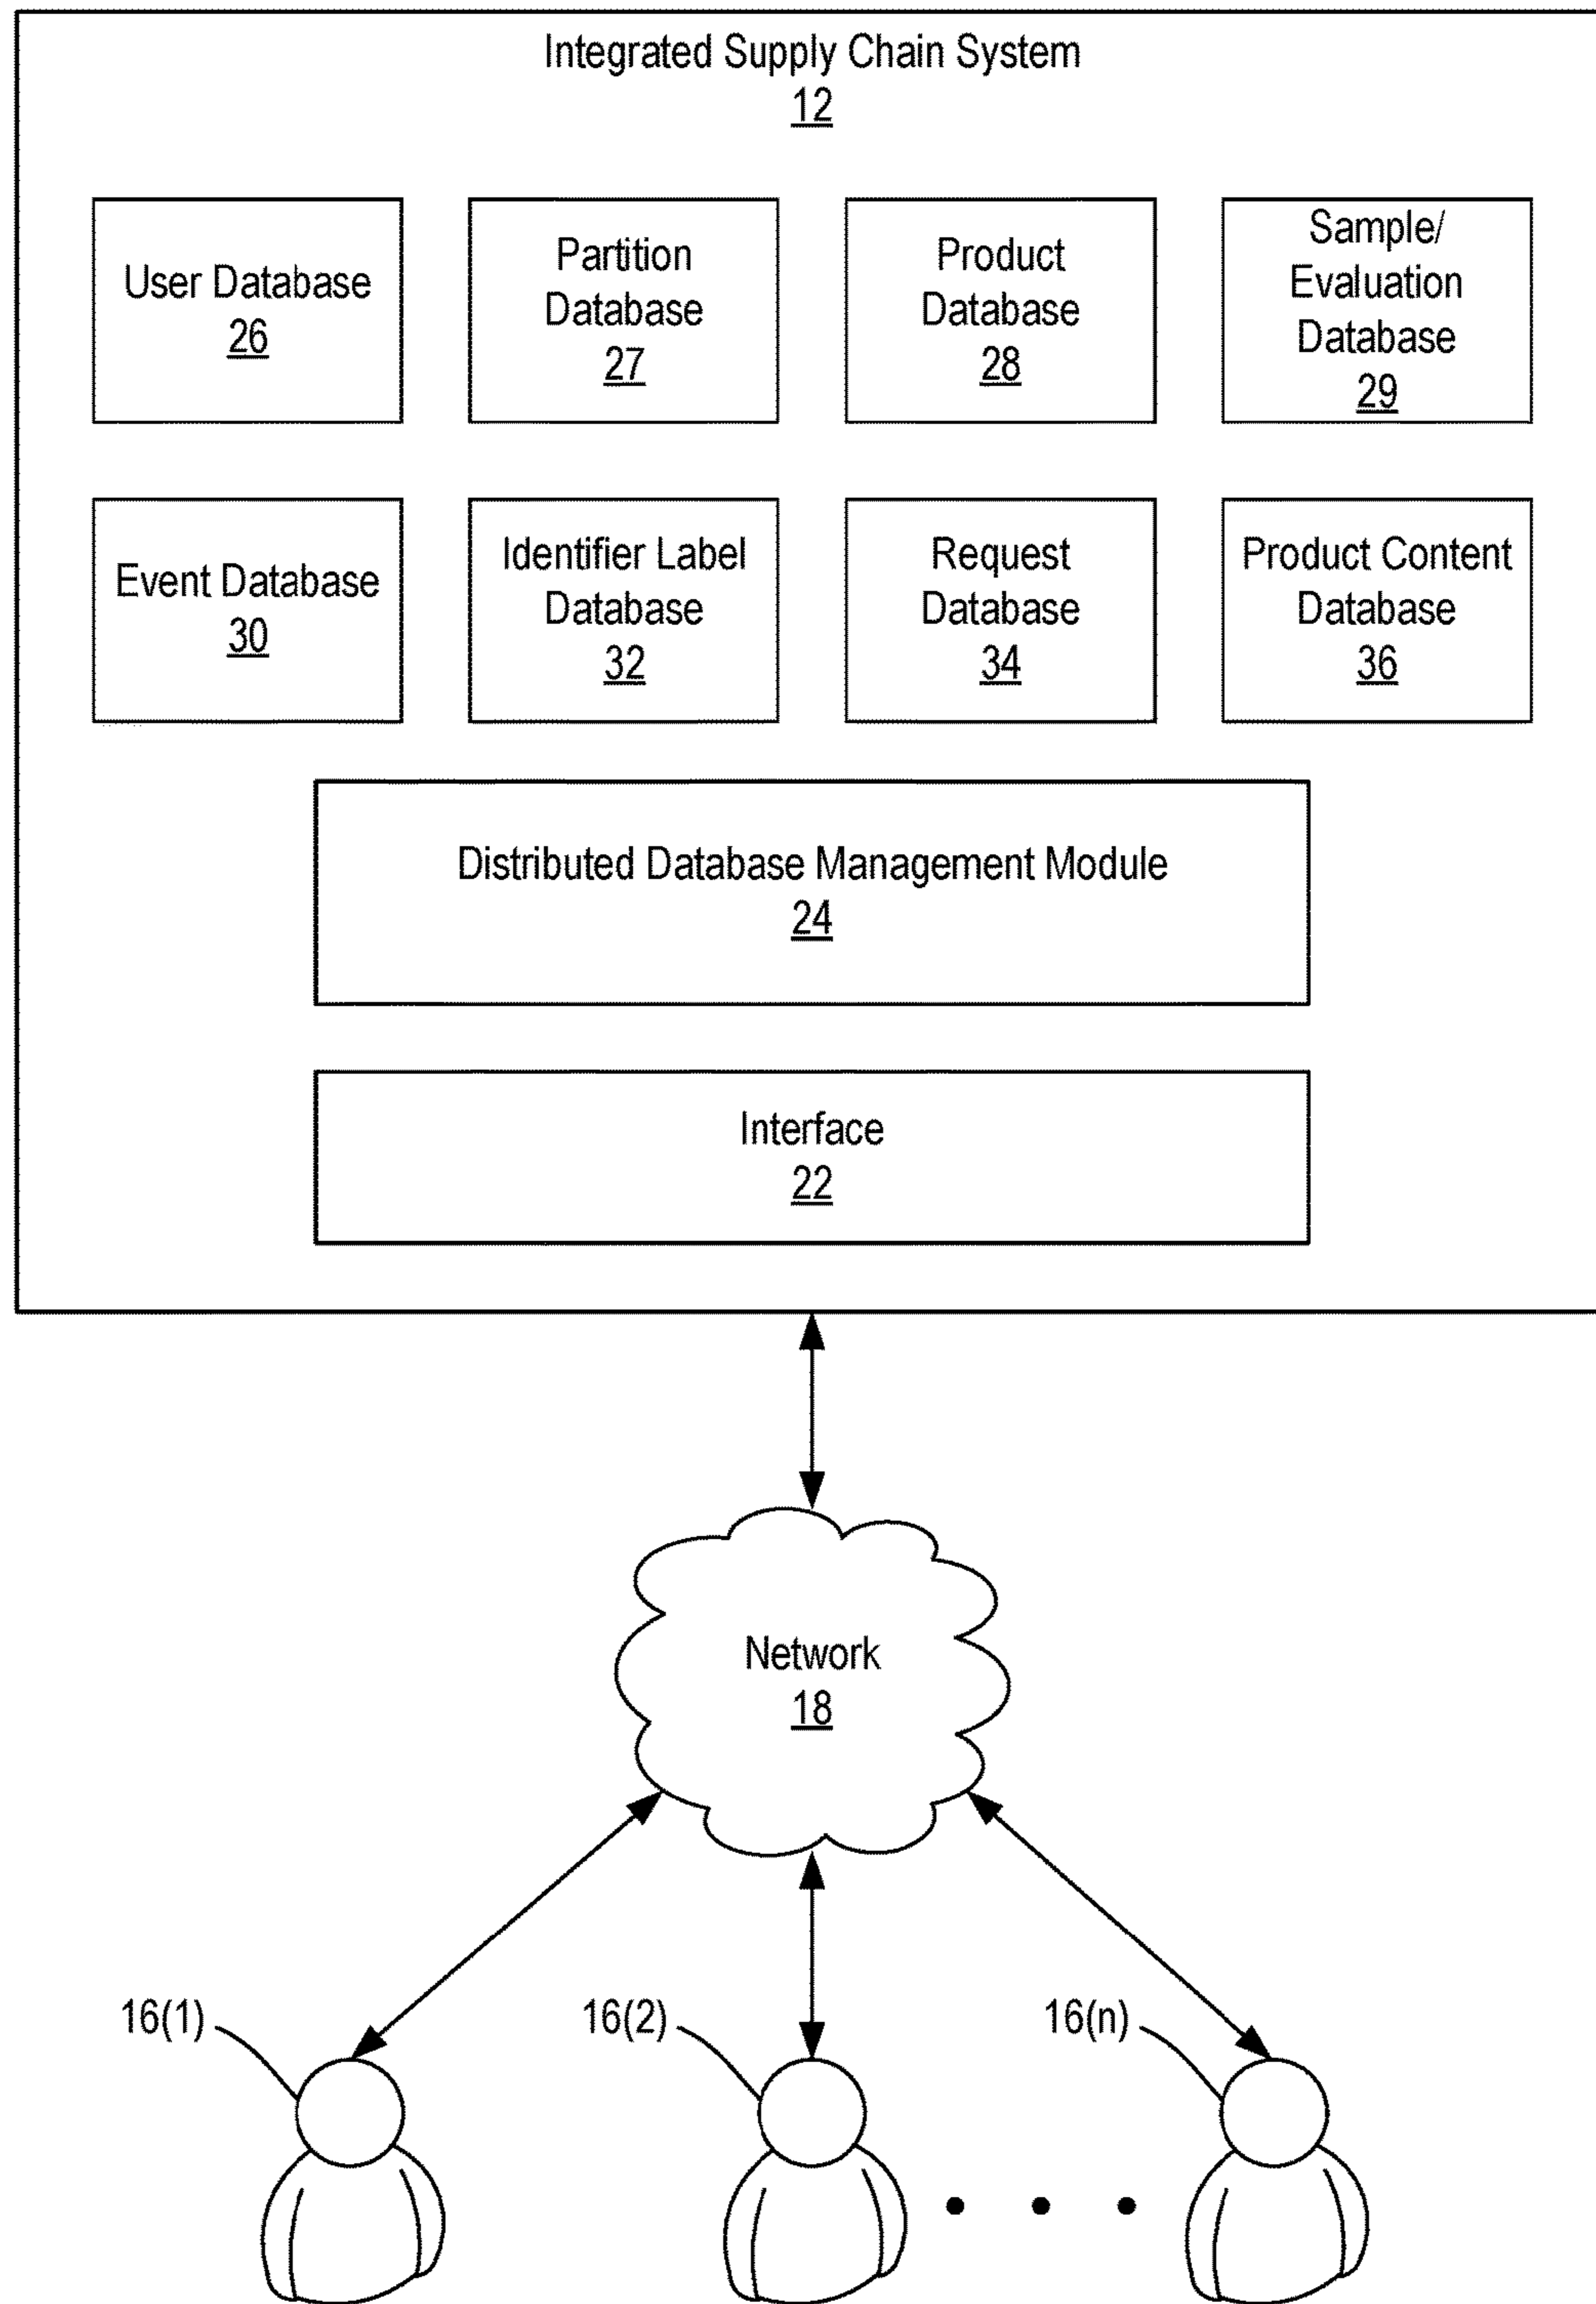 Integrated Supply Chain System
12
User Database
26
Partition
Database
27
Product
Database
28
Sample/
Evaluation
Database
29
Event Database
30
Identifier Label
Database
32
Request
Database
34
Product Content
Database
36
Distributed Database Management Module
24
Interface
22
Network
18
16(1)
16(2)
16(n)